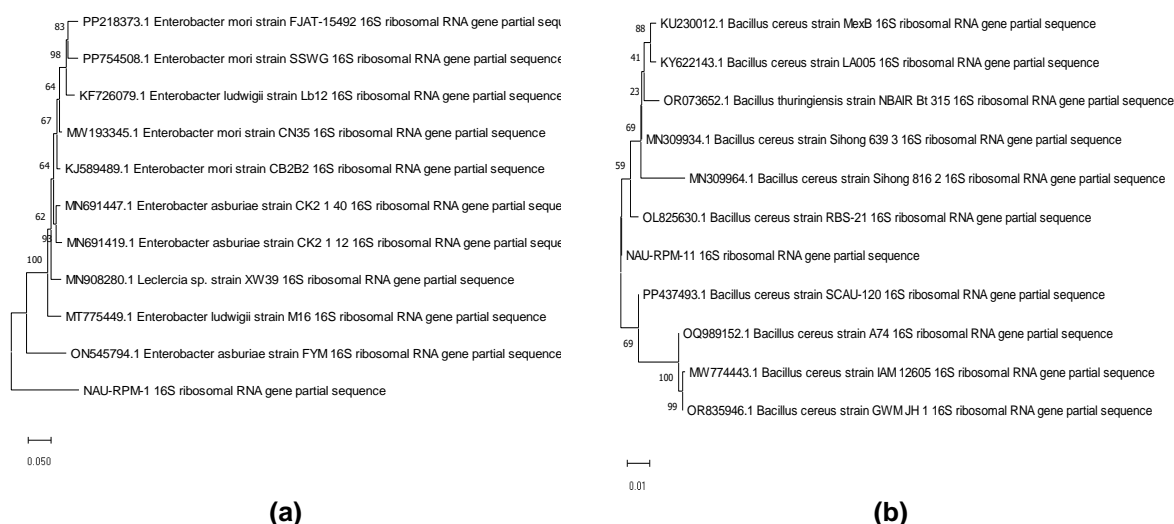 83
PP218373.1 Enterobacter mori strain FJAT-15492 16S ribosomal RNA gene partial sequ
98
PP754508.1 Enterobacter mori strain SSWG 16S ribosomal RNA gene partial sequence
64
KF726079.1 Enterobacter ludwigii strain Lb12 16S ribosomal RNA gene partial sequen
67
MW193345.1 Enterobacter mori strain CN35 16S ribosomal RNA gene partial sequence
64
KJ589489.1 Enterobacter mori strain CB2B2 16S ribosomal RNA gene partial sequence
MN691447.1 Enterobacter asburiae strain CK2 1 40 16S ribosomal RNA gene partial seque
62
MN691419.1 Enterobacter asburiae strain CK2 1 12 16S ribosomal RNA gene partial seque
100
MN908280.1 Leclercia sp. strain XW39 16S ribosomal RNA gene partial sequence
MT775449.1 Enterobacter ludwigii strain M16 16S ribosomal RNA gene partial sequence
ON545794.1 Enterobacter asburiae strain FYM 16S ribosomal RNA gene partial sequence
NAU-RPM-1 16S ribosomal RNA gene partial sequence
0.050
(a)
88
KU230012.1 Bacillus cereus strain MexB 16S ribosomal RNA gene partial sequence
41
KY622143.1 Bacillus cereus strain LA005 16S ribosomal RNA gene partial sequence
23
OR073652.1 Bacillus thuringiensis strain NBAIR Bt 315 16S ribosomal RNA gene partial sequence
69
MN309934.1 Bacillus cereus strain Sihong 639 3 16S ribosomal RNA gene partial sequence
59
MN309964.1 Bacillus cereus strain Sihong 816 2 16S ribosomal RNA gene partial sequence
OL825630.1 Bacillus cereus strain RBS-21 16S ribosomal RNA gene partial sequence
NAU-RPM-11 16S ribosomal RNA gene partial sequence
PP437493.1 Bacillus cereus strain SCAU-120 16S ribosomal RNA gene partial sequence
OQ989152.1 Bacillus cereus strain A74 16S ribosomal RNA gene partial sequence
69
MW774443.1 Bacillus cereus strain IAM 12605 16S ribosomal RNA gene partial sequence
100
OR835946.1 Bacillus cereus strain GWM JH 1 16S ribosomal RNA gene partial sequence
99
0.01
(b)